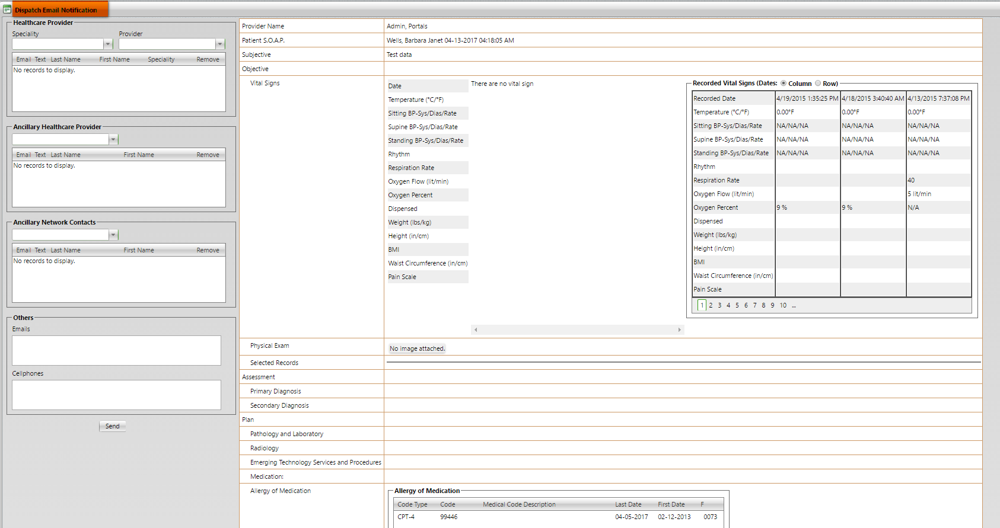 Dispatch Email Notification
Healthcare Provider
Speciality Provider
Email Text Last Name First Name Speciality Remove
No records to display.
Ancillary Healthcare Provider
Email Text Last Name First Name Remove
No records to display.
Ancillary Network Contacts
Email Text Last Name First Name Remove
No records to display.
Others
Emails
Cellphones
Send
Provider Name Admin, Portals
Patient S.O.A.P. Wells, Barbara Janet 04-13-2017 04:18:05 AM
Subjective Test data
Objective
Vital Signs
Date There are no vital sign
Temperature (°C/°F)
Sitting BP-Sys/Dias/Rate
Supine BP-Sys/Dias/Rate
Standing BP-Sys/Dias/Rate
Rhythm
Respiration Rate
Oxygen Flow (lit/min)
Oxygen Percent
Dispensed
Weight (lbs/kg)
Height (in/cm)
BMI
Waist Circumference (in/cm)
Pain Scale
Recorded Vital Signs (Dates: Column Row)
Recorded Date 4/19/2015 1:35:25 PM 4/18/2015 3:40:40 AM 4/13/2015 7:37:08 PM
Temperature (°C/°F) 0.00°F 0.00°F 0.00°F
Sitting BP-Sys/Dias/Rate NA/NA/NA NA/NA/NA NA/NA/NA
Supine BP-Sys/Dias/Rate NA/NA/NA NA/NA/NA NA/NA/NA
Standing BP-Sys/Dias/Rate NA/NA/NA NA/NA/NA NA/NA/NA
Rhythm
Respiration Rate 40
Oxygen Flow (lit/min) 5 lit/min
Oxygen Percent 9 % 9 % N/A
Dispensed
Weight (lbs/kg)
Height (in/cm)
BMI
Waist Circumference (in/cm)
Pain Scale
1 2 3 4 5 6 7 8 9 10 ...
Physical Exam No image attached.
Selected Records
Assessment
Primary Diagnosis
Secondary Diagnosis
Plan
Pathology and Laboratory
Radiology
Emerging Technology Services and Procedures
Medication:
Allergy of Medication
Allergy of Medication
Code Type Code Medical Code Description Last Date First Date F
CPT-4 99446 04-05-2017 02-12-2013 0073